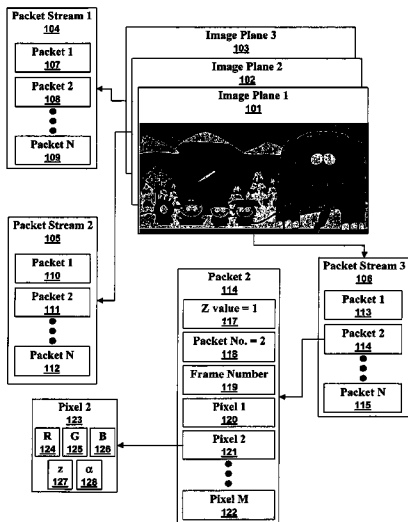 Packet Stream 1
104
Packet 1
107
Packet 2
108
Packet N
109
Image Plane 3
103
Image Plane 2
102
Image Plane 1
101
Packet Stream 2
105
Packet 1
110
Packet 2
111
Packet N
112
Packet Stream 3
106
Packet 1
113
Packet 2
114
Packet N
115
Packet 2
114
Z value = 1
117
Packet No. = 2
118
Frame Number
119
Pixel 1
120
Pixel 2
121
Pixel M
122
Pixel 2
123
R
124
G
125
B
126
z
127
α
128